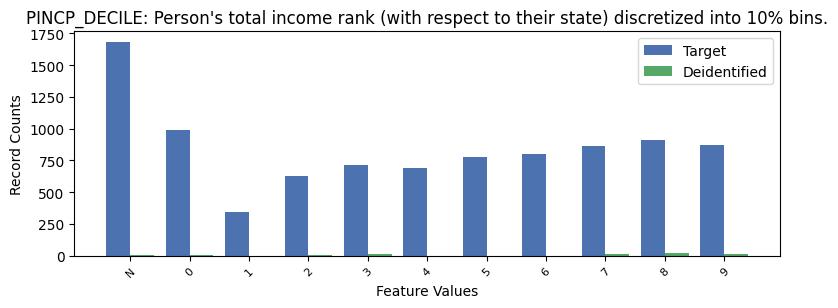 PINCP_DECILE: Person's total income rank (with respect to their state) discretized into 10% bins.
1750
1500
1250
1000
750
500
250
0
Record Counts
Target
Deidentified
N 0 1 2 3 4 5 6 7 8 9
Feature Values